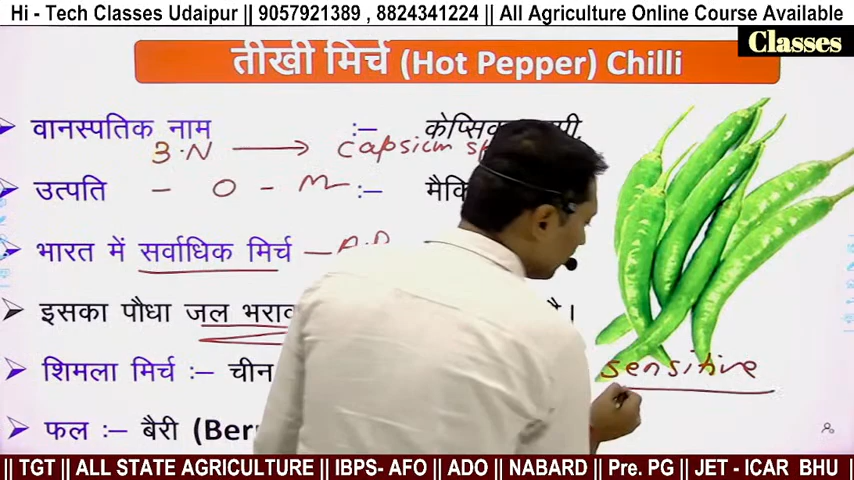 Hi - Tech Classes Udaipur || 9057921389 , 8824341224 || All Agriculture Online Course Available
Classes
तीखी मिर्च (Hot Pepper) Chilli
वानस्पतिक नाम :–
B.N → Capsicum
उत्पति – O – M :–
भारत में सर्वाधिक मिर्च – A.P
इसका पौधा जल है।
sensitive
शिमला मिर्च :– चीन
फल :– बैरी
|| TGT || ALL STATE AGRICULTURE || IBPS- AFO || ADO || NABARD || Pre. PG || JET - ICAR BHU |